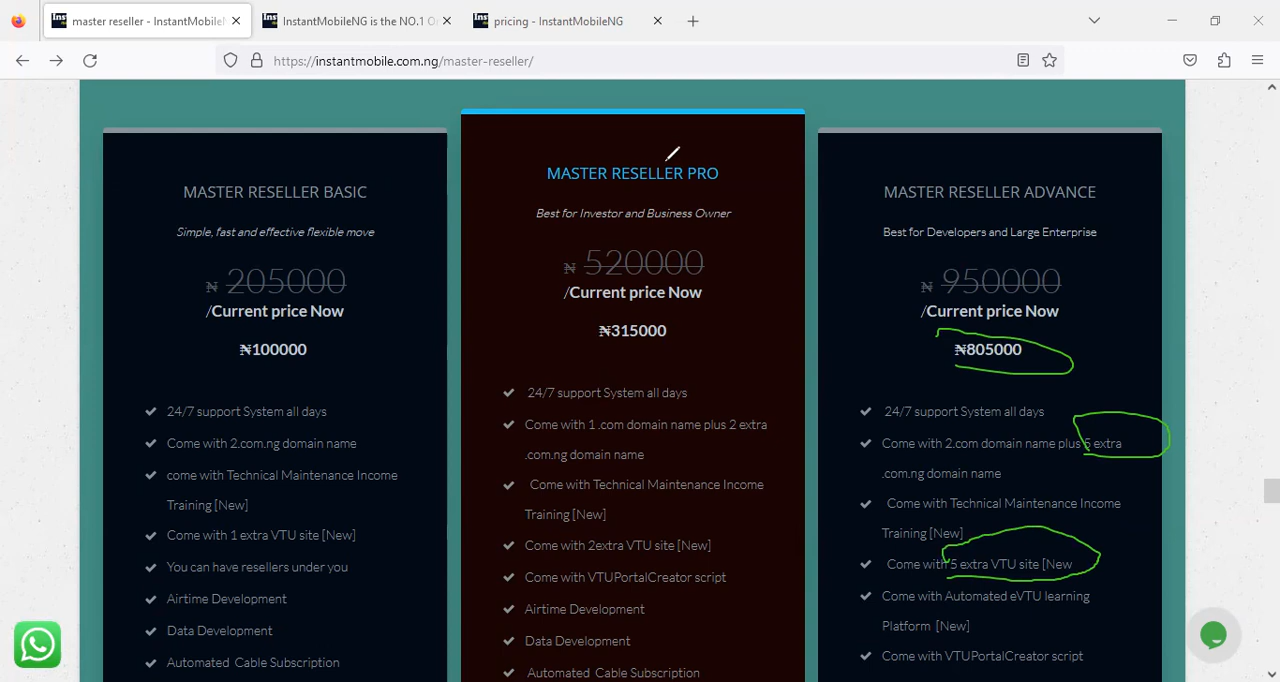 master reseller - InstantMobileN
InstantMobileNG is the NO.1 O
pricing - InstantMobileNG
https://instantmobile.com.ng/master-reseller/
MASTER RESELLER BASIC
Simple, fast and effective flexible move
₦ 205000
/Current price Now
₦100000
24/7 support System all days
Come with 2.com.ng domain name
come with Technical Maintenance Income
Training [New]
Come with 1 extra VTU site [New]
You can have resellers under you
Airtime Development
Data Development
Automated Cable Subscription
MASTER RESELLER PRO
Best for Investor and Business Owner
₦ 520000
/Current price Now
₦315000
24/7 support System all days
Come with 1 .com domain name plus 2 extra
.com.ng domain name
Come with Technical Maintenance Income
Training [New]
Come with 2extra VTU site [New]
Come with VTUPortalCreator script
Airtime Development
Data Development
Automated Cable Subscription
MASTER RESELLER ADVANCE
Best for Developers and Large Enterprise
₦ 950000
/Current price Now
₦805000
24/7 support System all days
Come with 2.com domain name plus 5 extra
.com.ng domain name
Come with Technical Maintenance Income
Training [New]
Come with 5 extra VTU site [New
Come with Automated eVTU learning
Platform [New]
Come with VTUPortalCreator script